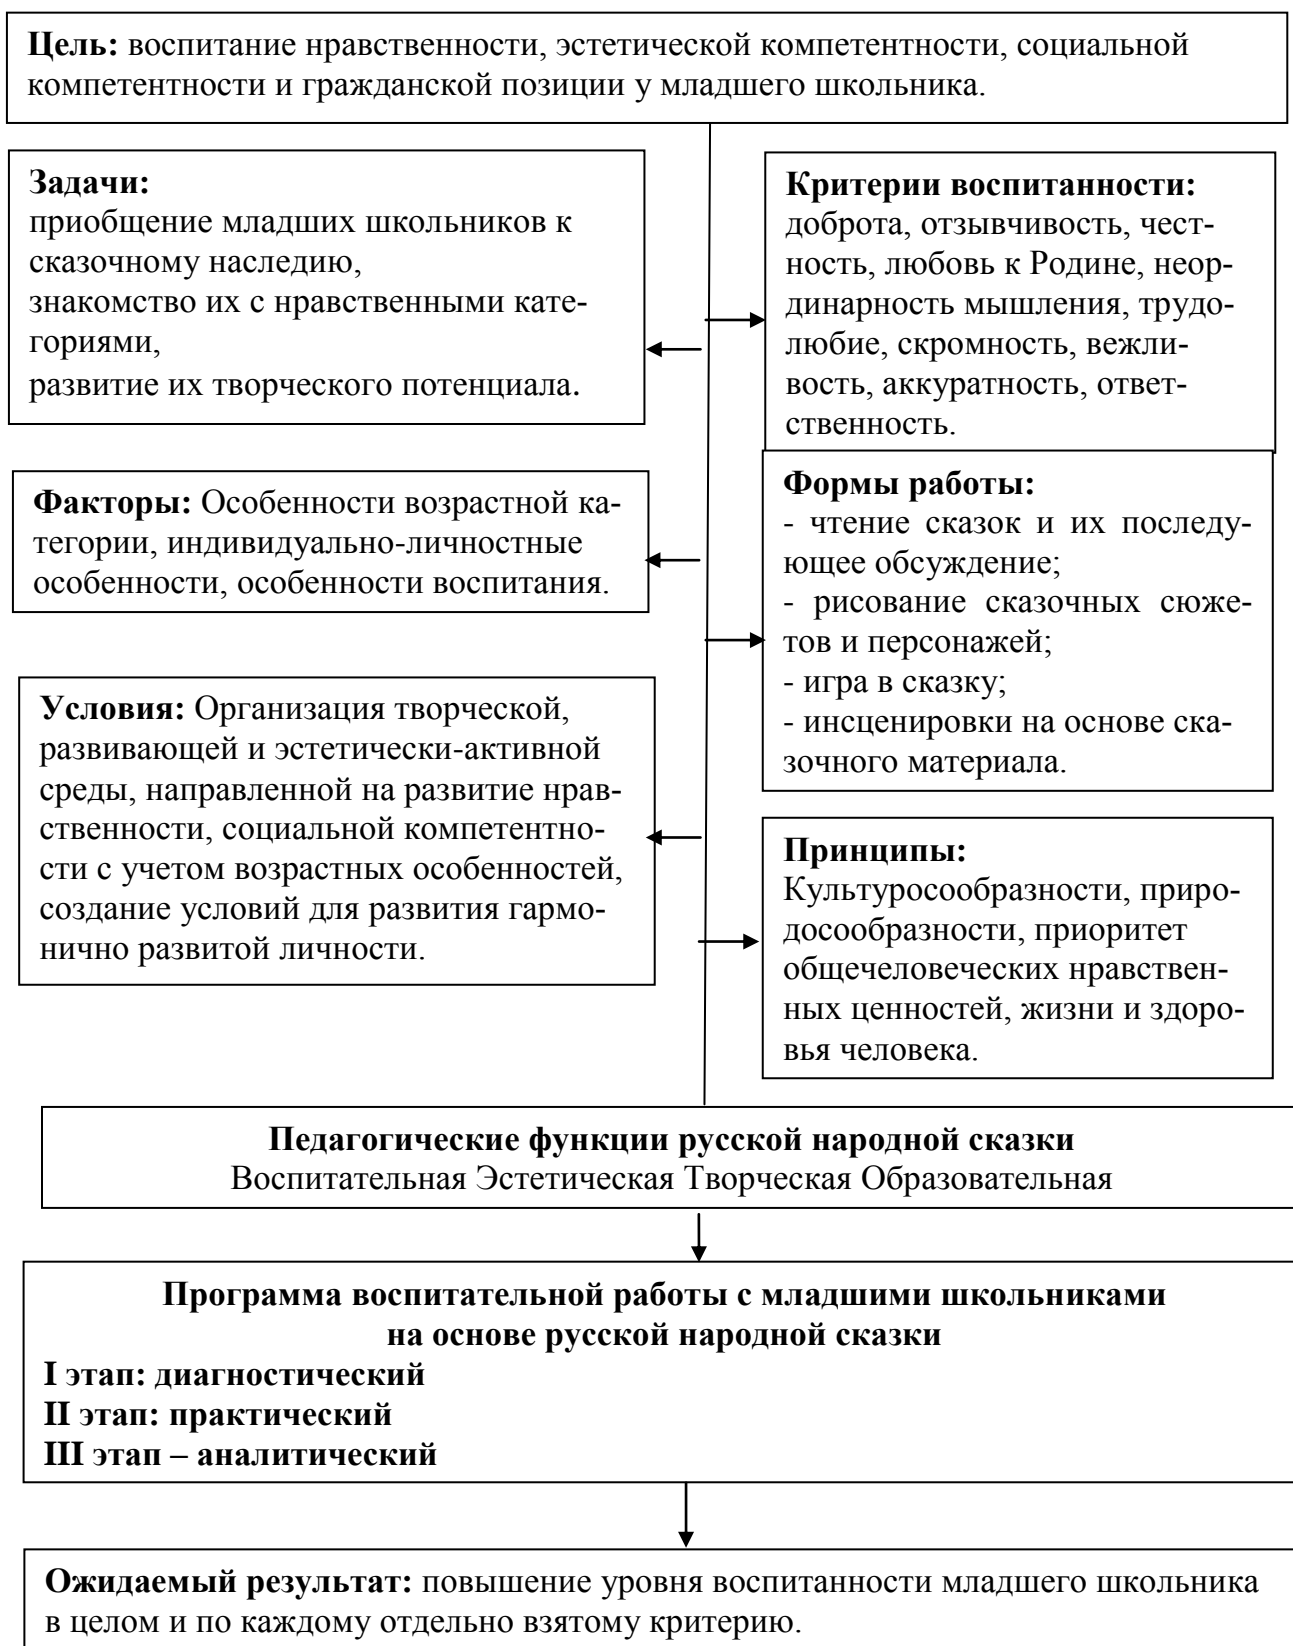 Цель: воспитание нравственности, эстетической компетентности, социальной
компетентности и гражданской позиции у младшего школьника.
Задачи:
приобщение младших школьников к
сказочному наследию,
знакомство их с нравственными кате-
гориями,
развитие их творческого потенциала.
Критерии воспитанности:
доброта, отзывчивость, чест-
ность, любовь к Родине, неор-
динарность мышления, трудо-
любие, скромность, вежли-
вость, аккуратность, ответ-
ственность.
Факторы: Особенности возрастной ка-
тегории, индивидуально-личностные
особенности, особенности воспитания.
Формы работы:
- чтение сказок и их последу-
ющее обсуждение;
- рисование сказочных сюже-
тов и персонажей;
- игра в сказку;
- инсценировки на основе ска-
зочного материала.
Условия: Организация творческой,
развивающей и эстетически-активной
среды, направленной на развитие нрав-
ственности, социальной компетентно-
сти с учетом возрастных особенностей,
создание условий для развития гармо-
нично развитой личности.
Принципы:
Культуросообразности, приро-
досообразности, приоритет
общечеловеческих нравствен-
ных ценностей, жизни и здоро-
вья человека.
Педагогические функции русской народной сказки
Воспитательная Эстетическая Творческая Образовательная
Программа воспитательной работы с младшими школьниками
на основе русской народной сказки
I этап: диагностический
II этап: практический
III этап – аналитический
Ожидаемый результат: повышение уровня воспитанности младшего школьника
в целом и по каждому отдельно взятому критерию.